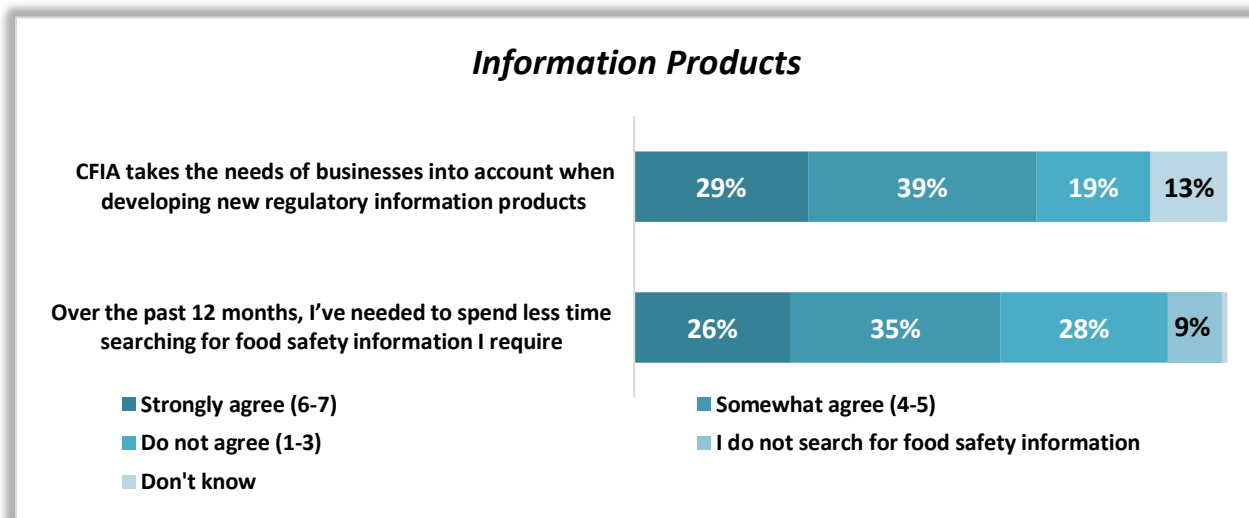 Information Products
CFIA takes the needs of businesses into account when
developing new regulatory information products
29% 39% 19% 13%
Over the past 12 months, I’ve needed to spend less time
searching for food safety information I require
26% 35% 28% 9%
Strongly agree (6-7) Somewhat agree (4-5)
Do not agree (1-3) I do not search for food safety information
Don't know